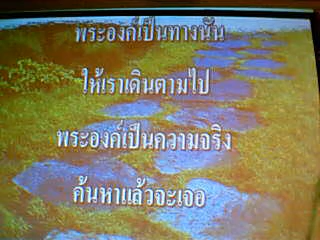 พระองค์เป็นทางนั้น
ให้เราเดินตามไป
พระองค์เป็นความจริง
ค้นหาแล้วจะเจอ